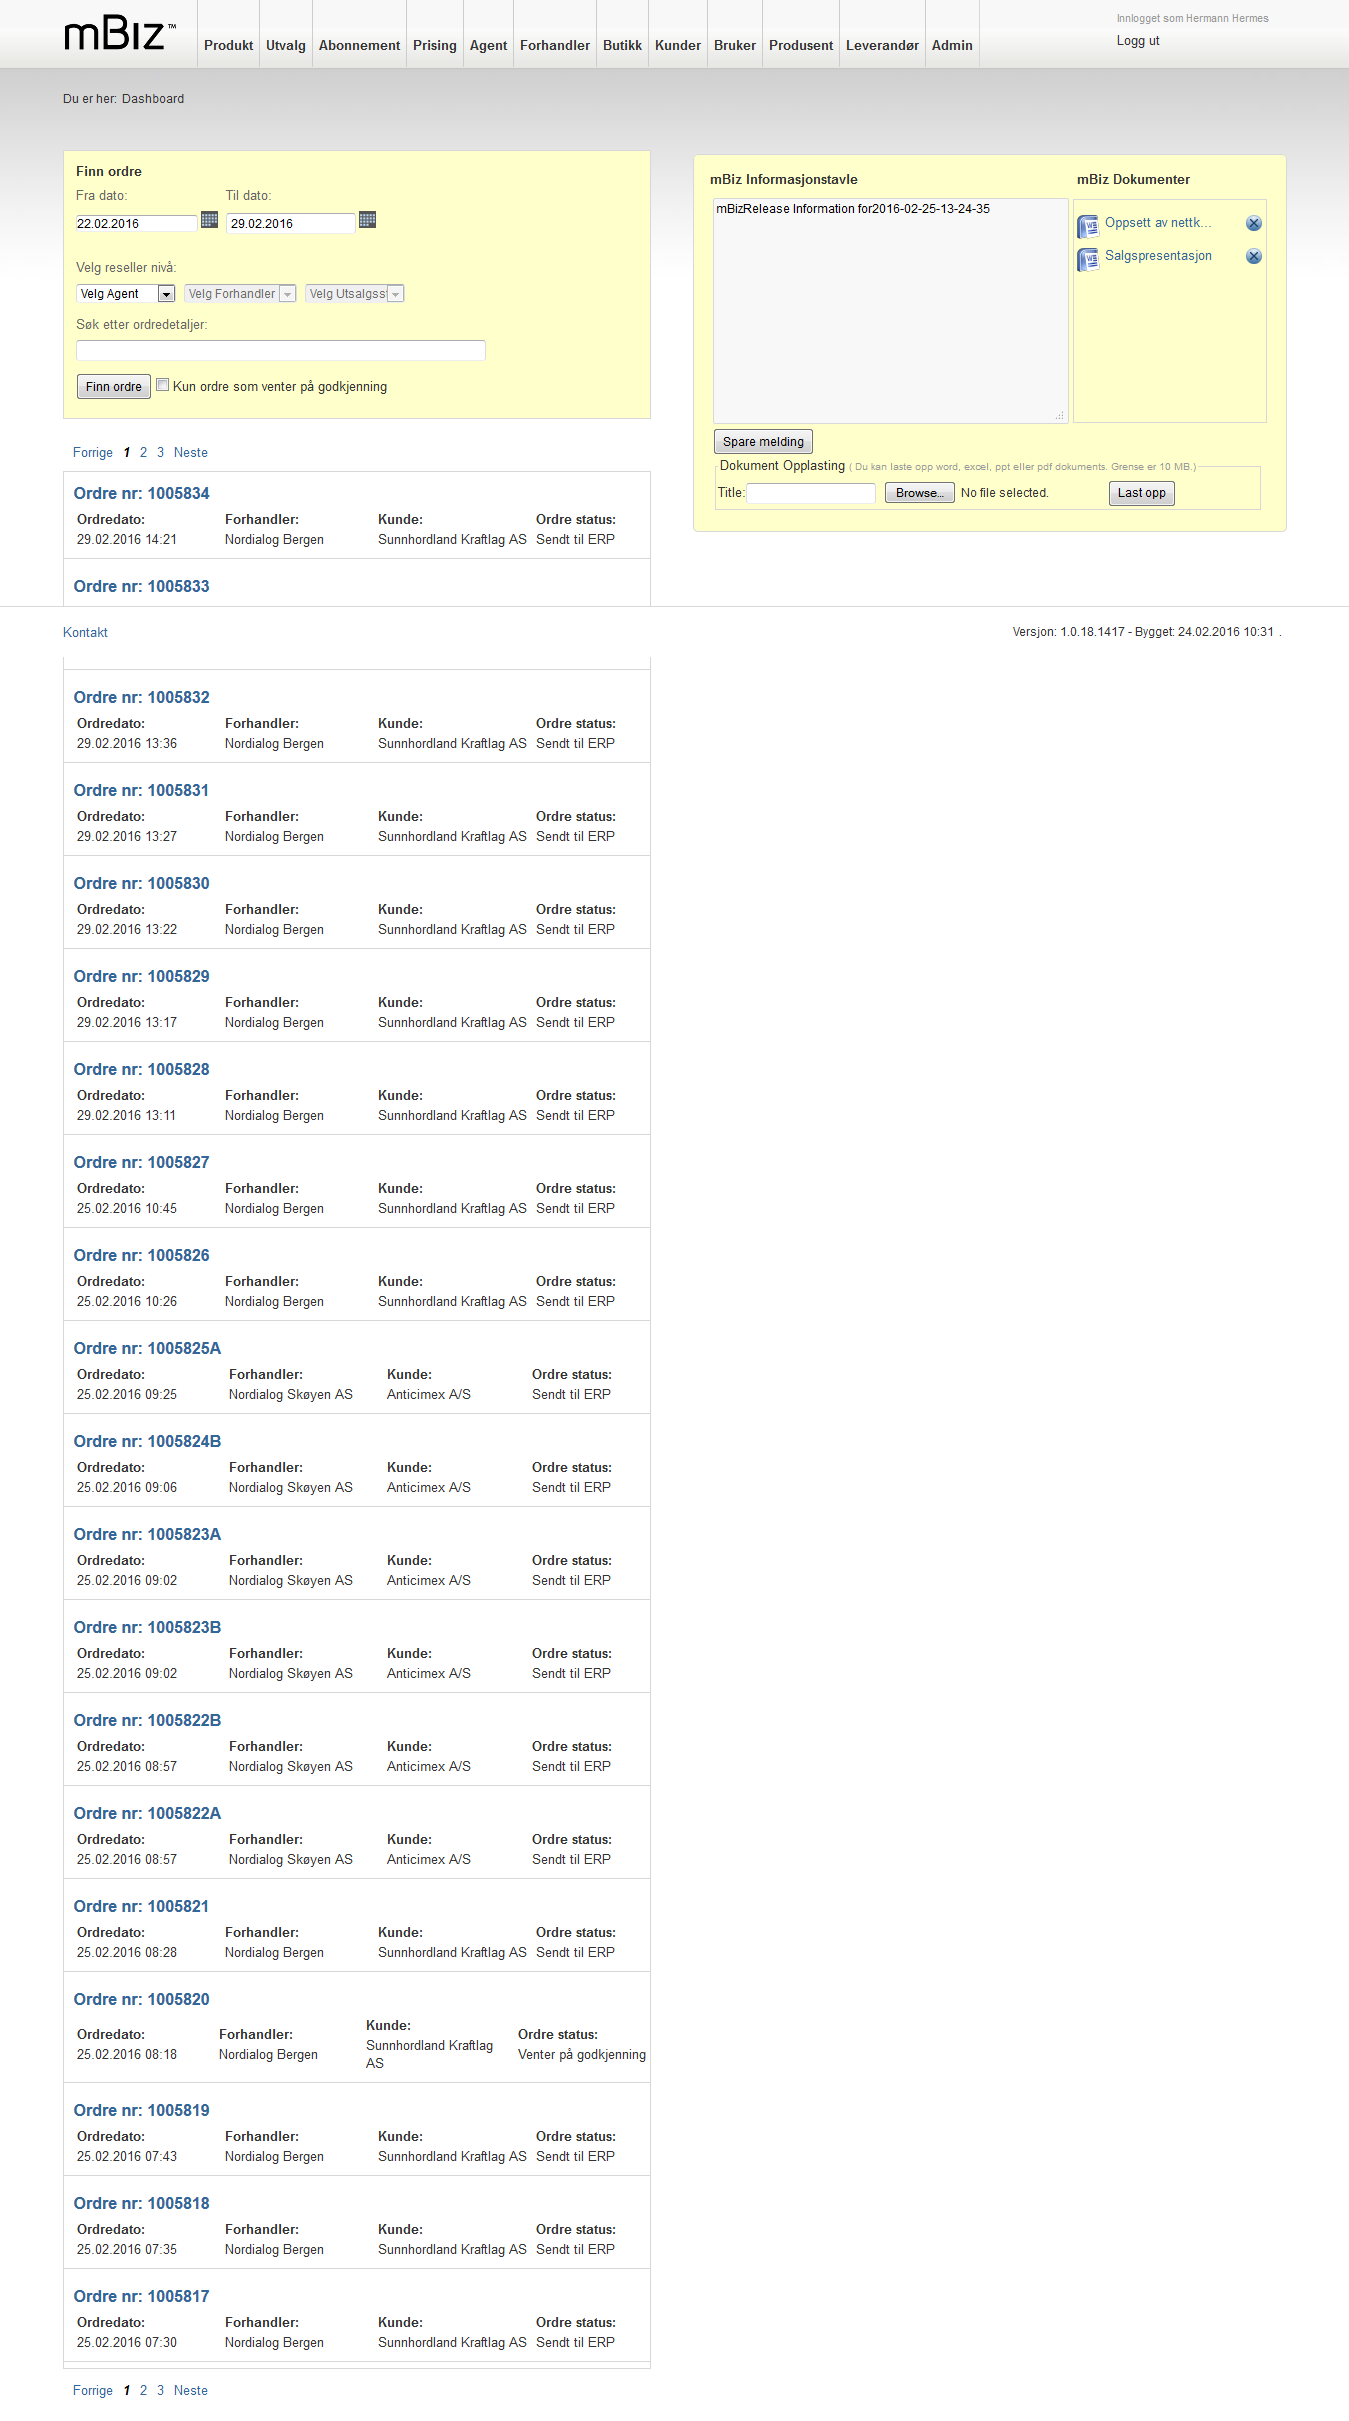 mBiz™
Produkt Utvalg Abonnement Prising Agent Forhandler Butikk Kunder Bruker Produsent Leverandør Admin
Innlogget som Hermann Hermes
Logg ut
Du er her: Dashboard
Finn ordre
Fra dato: Til dato:
22.02.2016 29.02.2016
Velg reseller nivå:
Velg Agent Velg Forhandler Velg Utsalgss
Søk etter ordredetaljer:
Finn ordre Kun ordre som venter på godkjenning
mBiz Informasjonstavle mBiz Dokumenter
mBizRelease Information for2016-02-25-13-24-35
Oppsett av nettk...
Salgspresentasjon
Spare melding
Dokument Opplasting ( Du kan laste opp word, excel, ppt eller pdf dokuments. Grense er 10 MB.)
Title: Browse... No file selected. Last opp
Forrige 1 2 3 Neste
Ordre nr: 1005834
Ordredato: Forhandler: Kunde: Ordre status:
29.02.2016 14:21 Nordialog Bergen Sunnhordland Kraftlag AS Sendt til ERP
Ordre nr: 1005833
Kontakt Versjon: 1.0.18.1417 - Bygget: 24.02.2016 10:31 .
Ordre nr: 1005832
Ordredato: Forhandler: Kunde: Ordre status:
29.02.2016 13:36 Nordialog Bergen Sunnhordland Kraftlag AS Sendt til ERP
Ordre nr: 1005831
Ordredato: Forhandler: Kunde: Ordre status:
29.02.2016 13:27 Nordialog Bergen Sunnhordland Kraftlag AS Sendt til ERP
Ordre nr: 1005830
Ordredato: Forhandler: Kunde: Ordre status:
29.02.2016 13:22 Nordialog Bergen Sunnhordland Kraftlag AS Sendt til ERP
Ordre nr: 1005829
Ordredato: Forhandler: Kunde: Ordre status:
29.02.2016 13:17 Nordialog Bergen Sunnhordland Kraftlag AS Sendt til ERP
Ordre nr: 1005828
Ordredato: Forhandler: Kunde: Ordre status:
29.02.2016 13:11 Nordialog Bergen Sunnhordland Kraftlag AS Sendt til ERP
Ordre nr: 1005827
Ordredato: Forhandler: Kunde: Ordre status:
25.02.2016 10:45 Nordialog Bergen Sunnhordland Kraftlag AS Sendt til ERP
Ordre nr: 1005826
Ordredato: Forhandler: Kunde: Ordre status:
25.02.2016 10:26 Nordialog Bergen Sunnhordland Kraftlag AS Sendt til ERP
Ordre nr: 1005825A
Ordredato: Forhandler: Kunde: Ordre status:
25.02.2016 09:25 Nordialog Skøyen AS Anticimex A/S Sendt til ERP
Ordre nr: 1005824B
Ordredato: Forhandler: Kunde: Ordre status:
25.02.2016 09:06 Nordialog Skøyen AS Anticimex A/S Sendt til ERP
Ordre nr: 1005823A
Ordredato: Forhandler: Kunde: Ordre status:
25.02.2016 09:02 Nordialog Skøyen AS Anticimex A/S Sendt til ERP
Ordre nr: 1005823B
Ordredato: Forhandler: Kunde: Ordre status:
25.02.2016 09:02 Nordialog Skøyen AS Anticimex A/S Sendt til ERP
Ordre nr: 1005822B
Ordredato: Forhandler: Kunde: Ordre status:
25.02.2016 08:57 Nordialog Skøyen AS Anticimex A/S Sendt til ERP
Ordre nr: 1005822A
Ordredato: Forhandler: Kunde: Ordre status:
25.02.2016 08:57 Nordialog Skøyen AS Anticimex A/S Sendt til ERP
Ordre nr: 1005821
Ordredato: Forhandler: Kunde: Ordre status:
25.02.2016 08:28 Nordialog Bergen Sunnhordland Kraftlag AS Sendt til ERP
Ordre nr: 1005820
Ordredato: Forhandler: Kunde: Ordre status:
25.02.2016 08:18 Nordialog Bergen Sunnhordland Kraftlag Venter på godkjenning
AS
Ordre nr: 1005819
Ordredato: Forhandler: Kunde: Ordre status:
25.02.2016 07:43 Nordialog Bergen Sunnhordland Kraftlag AS Sendt til ERP
Ordre nr: 1005818
Ordredato: Forhandler: Kunde: Ordre status:
25.02.2016 07:35 Nordialog Bergen Sunnhordland Kraftlag AS Sendt til ERP
Ordre nr: 1005817
Ordredato: Forhandler: Kunde: Ordre status:
25.02.2016 07:30 Nordialog Bergen Sunnhordland Kraftlag AS Sendt til ERP
Forrige 1 2 3 Neste